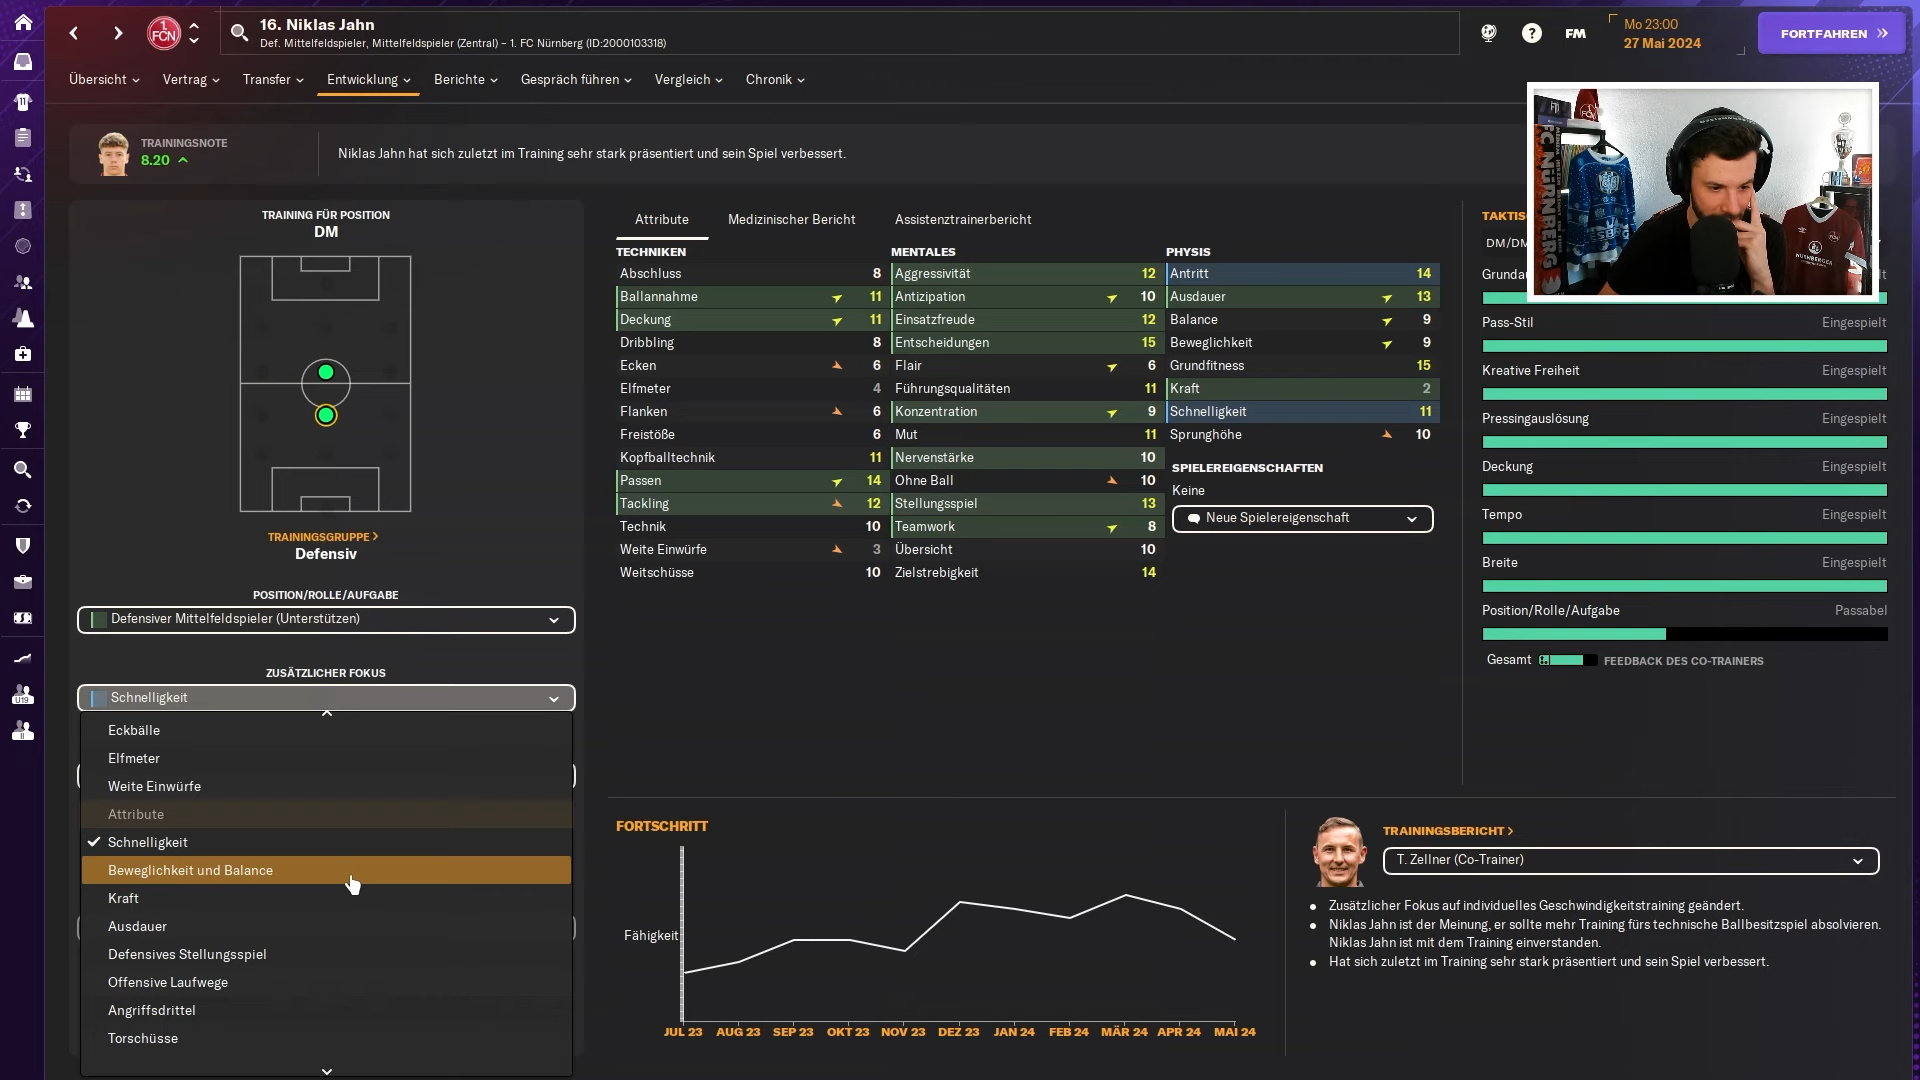 16. Niklas Jahn
Def. Mittelfeldspieler, Mittelfeldspieler (Zentral) - 1. FC Nürnberg (ID:2000103318)
FM
Mo 23:00
27 Mai 2024
FORTFAHREN
Übersicht
Vertrag
Transfer
Entwicklung
Berichte
Gespräch führen
Vergleich
Chronik
TRAININGSNOTE
8.20
Niklas Jahn hat sich zuletzt im Training sehr stark präsentiert und sein Spiel verbessert.
TRAINING FÜR POSITION
DM
TRAININGSGRUPPE
Defensiv
POSITION/ROLLE/AUFGABE
Defensiver Mittelfeldspieler (Unterstützen)
ZUSÄTZLICHER FOKUS
Schnelligkeit
Eckbälle
Elfmeter
Weite Einwürfe
Attribute
Schnelligkeit
Beweglichkeit und Balance
Kraft
Ausdauer
Defensives Stellungsspiel
Offensive Laufwege
Angriffsdrittel
Torschüsse
Attribute
Medizinischer Bericht
Assistenztrainerbericht
TECHNIKEN
Abschluss 8
Ballannahme 11
Deckung 11
Dribbling 8
Ecken 6
Elfmeter 4
Flanken 6
Freistöße 6
Kopfballtechnik 11
Passen 14
Tackling 12
Technik 10
Weite Einwürfe 3
Weitschüsse 10
MENTALES
Aggressivität 12
Antizipation 10
Einsatzfreude 12
Entscheidungen 15
Flair 6
Führungsqualitäten 11
Konzentration 9
Mut 11
Nervenstärke 10
Ohne Ball 10
Stellungsspiel 13
Teamwork 8
Übersicht 10
Zielstrebigkeit 14
PHYSIS
Antritt 14
Ausdauer 13
Balance 9
Beweglichkeit 9
Grundfitness 15
Kraft 2
Schnelligkeit 11
Sprunghöhe 10
SPIELEREIGENSCHAFTEN
Keine
Neue Spielereigenschaft
Pass-Stil Eingespielt
Kreative Freiheit Eingespielt
Pressingauslösung Eingespielt
Deckung Eingespielt
Tempo Eingespielt
Breite Eingespielt
Position/Rolle/Aufgabe Passabel
Gesamt
FEEDBACK DES CO-TRAINERS
FORTSCHRITT
Fähigkeit
JUL 23 AUG 23 SEP 23 OKT 23 NOV 23 DEZ 23 JAN 24 FEB 24 MÄR 24 APR 24 MAI 24
TRAININGSBERICHT
T. Zellner (Co-Trainer)
Zusätzlicher Fokus auf individuelles Geschwindigkeitstraining geändert.
Niklas Jahn ist der Meinung, er sollte mehr Training fürs technische Ballbesitzspiel absolvieren.
Niklas Jahn ist mit dem Training einverstanden.
Hat sich zuletzt im Training sehr stark präsentiert und sein Spiel verbessert.